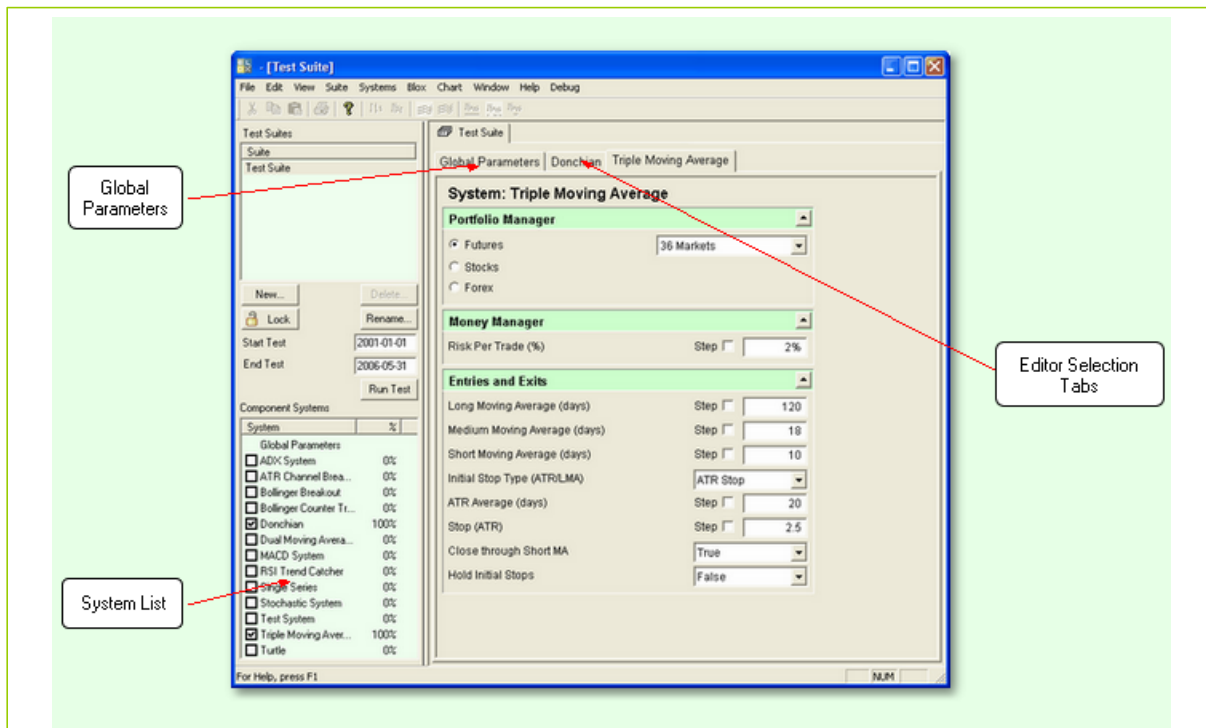 - [Test Suite]
File Edit View Suite Systems Blox Chart Window Help Debug
Test Suites
Suite
Test Suite
New... Delete...
Lock Rename...
Start Test 2001-01-01
End Test 2006-05-31
Run Test
Component Systems
System %
Global Parameters
ADX System 0%
ATR Channel Brea... 0%
Bollinger Breakout 0%
Bollinger Counter Tr... 0%
Donchian 100%
Dual Moving Avera... 0%
MACD System 0%
RSI Trend Catcher 0%
Single Series 0%
Stochastic System 0%
Test System 0%
Triple Moving Aver... 100%
Turtle 0%
Test Suite
Global Parameters Donchian Triple Moving Average
System: Triple Moving Average
Portfolio Manager
Futures 36 Markets
Stocks
Forex
Money Manager
Risk Per Trade (%) Step 2%
Entries and Exits
Long Moving Average (days) Step 120
Medium Moving Average (days) Step 18
Short Moving Average (days) Step 10
Initial Stop Type (ATR/LMA) ATR Stop
ATR Average (days) Step 20
Stop (ATR) Step 2.5
Close through Short MA True
Hold Initial Stops False
For Help, press F1 NUM
Global
Parameters
System List
Editor Selection
Tabs